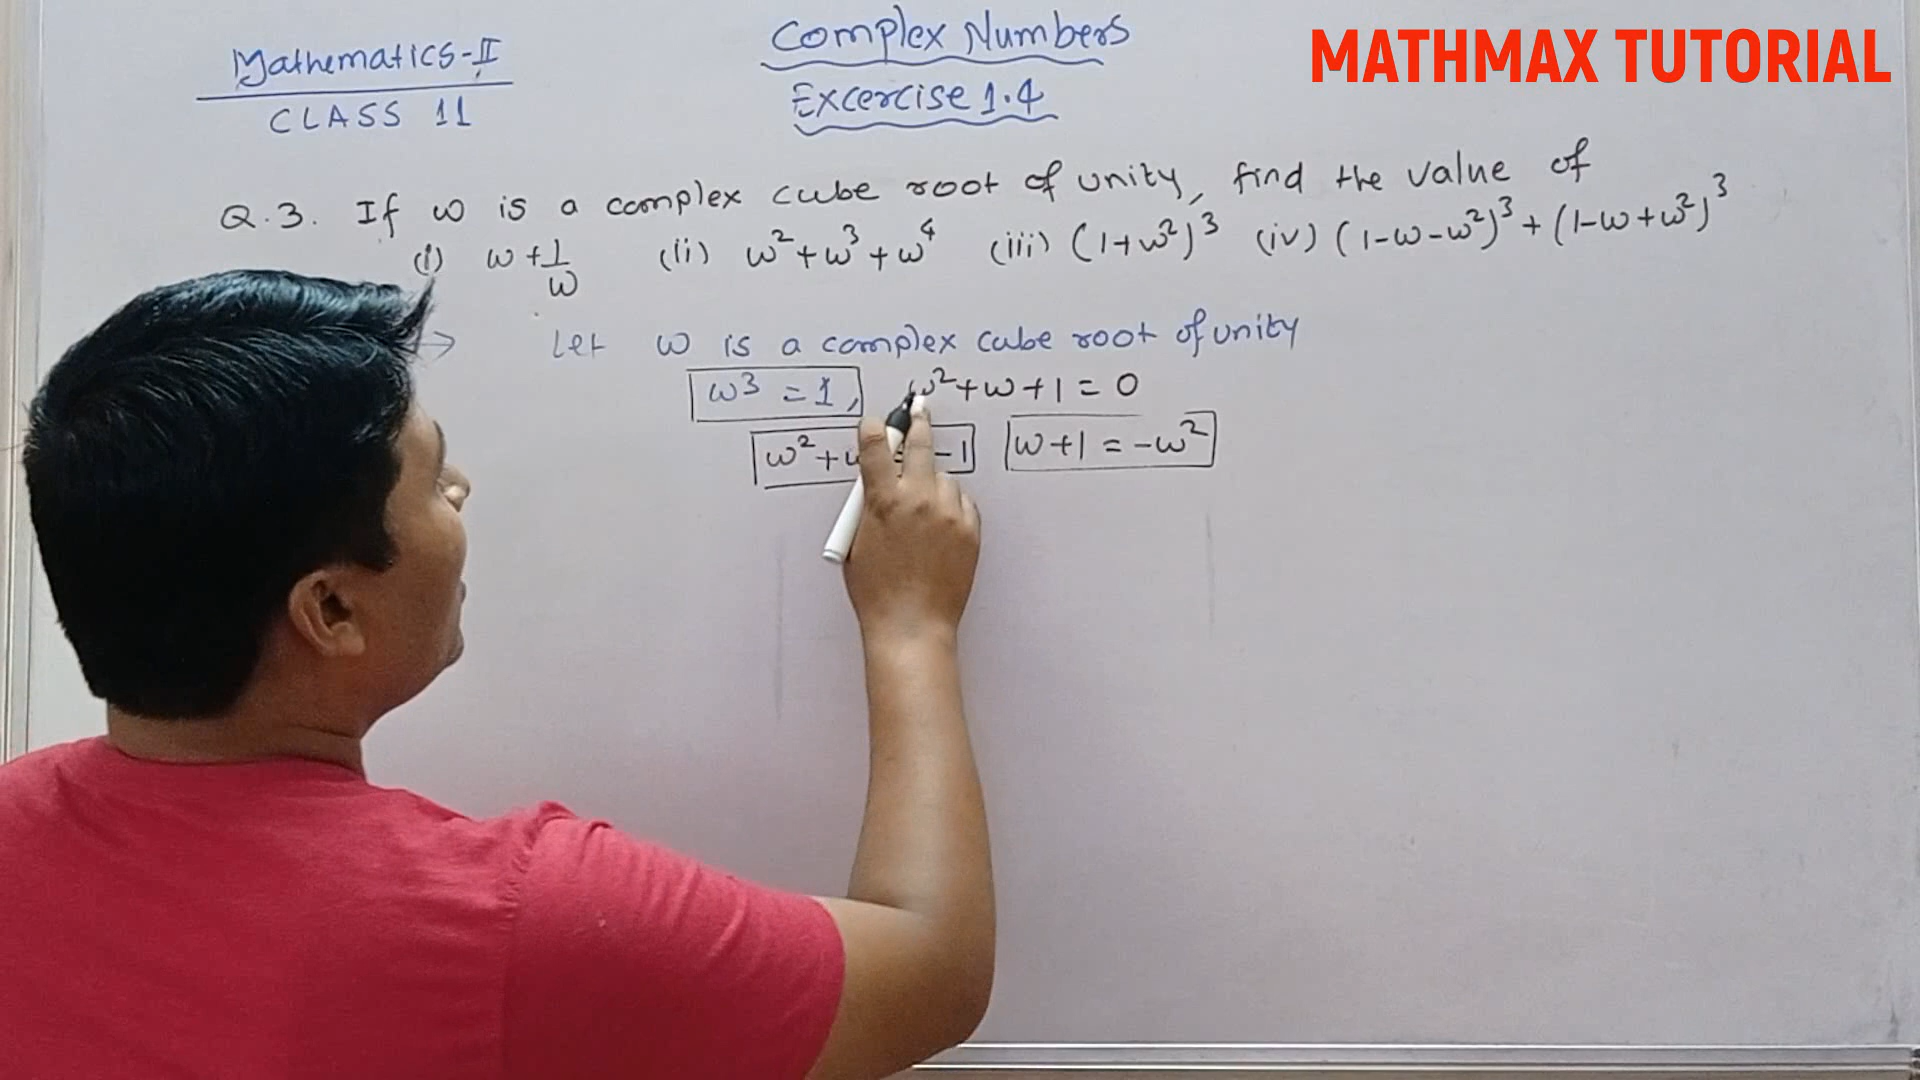 Mathematics-II
CLASS 11
Complex Numbers
Excercise 1.4
MATHMAX TUTORIAL
Q.3. If ω is a complex cube root of unity, find the value of
(i) ω + 1/ω (ii) ω² + ω³ + ω⁴ (iii) (1+ω²)³ (iv) (1-ω-ω²)³ + (1-ω+ω²)³
→ Let ω is a complex cube root of unity
ω³ = 1, ω² + ω + 1 = 0
ω² + = -1 ω + 1 = -ω²